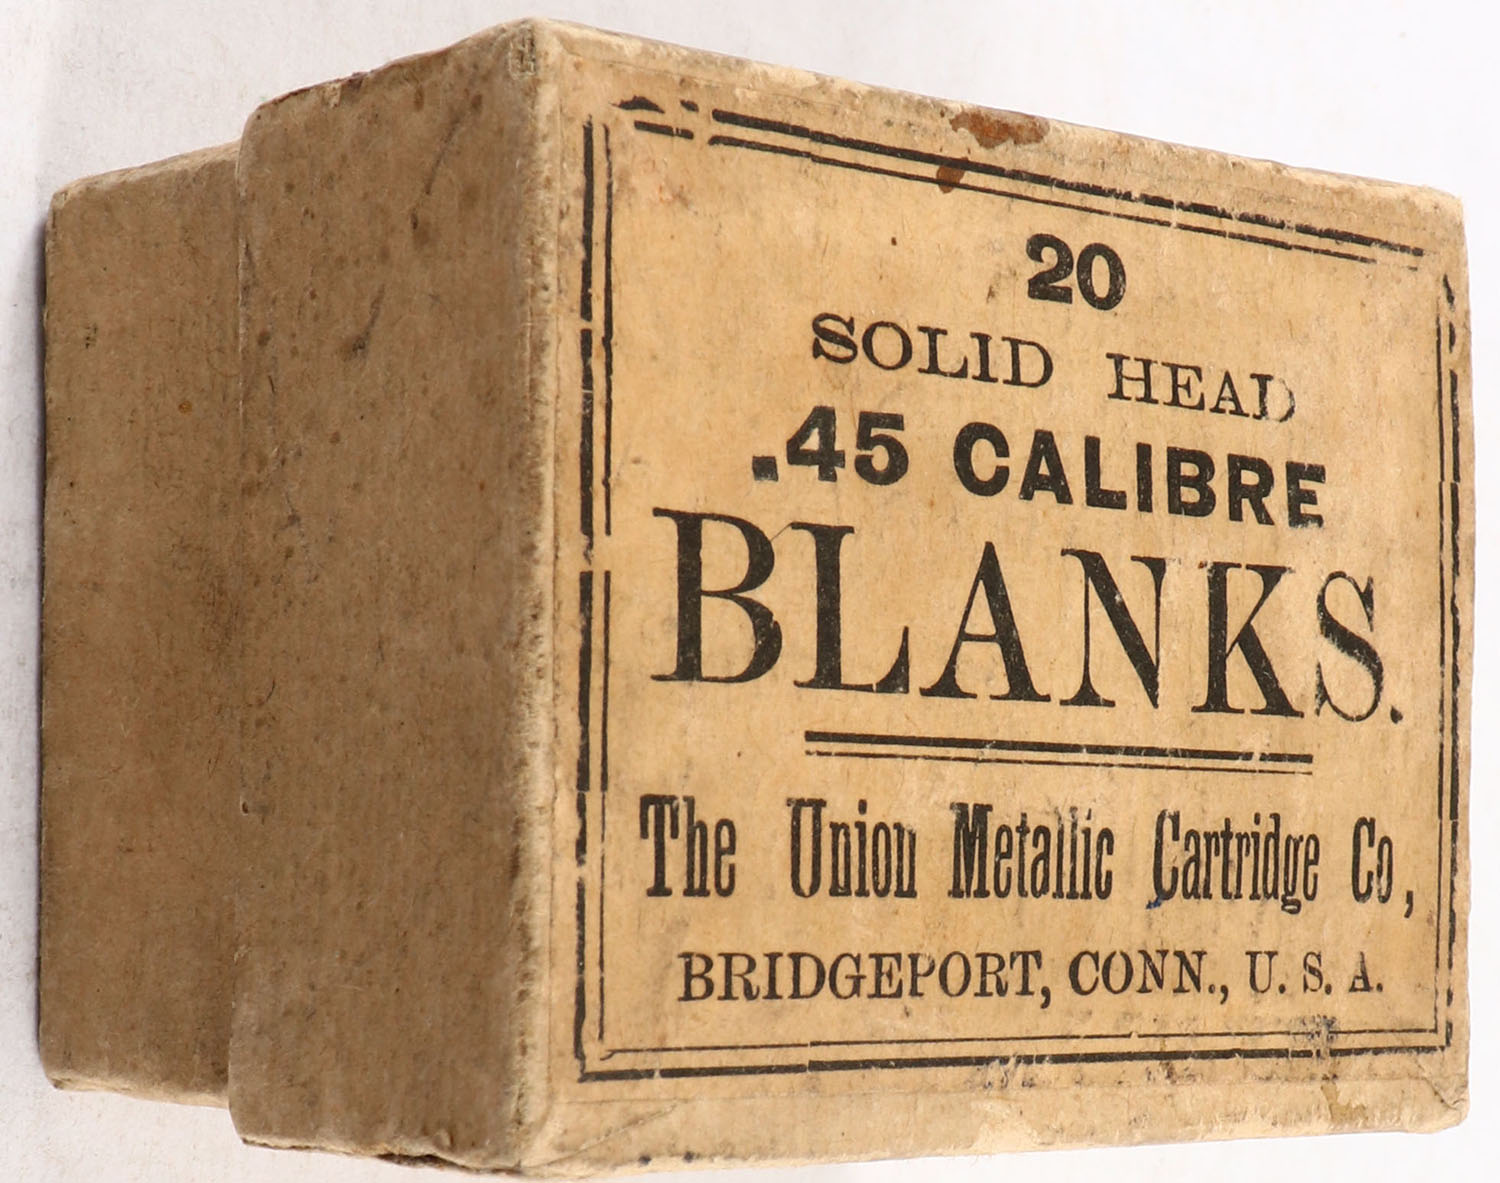 20
SOLID HEAD
.45 CALIBRE
BLANKS.
The Union Metallic Cartridge Co,
BRIDGEPORT, CONN., U. S. A.